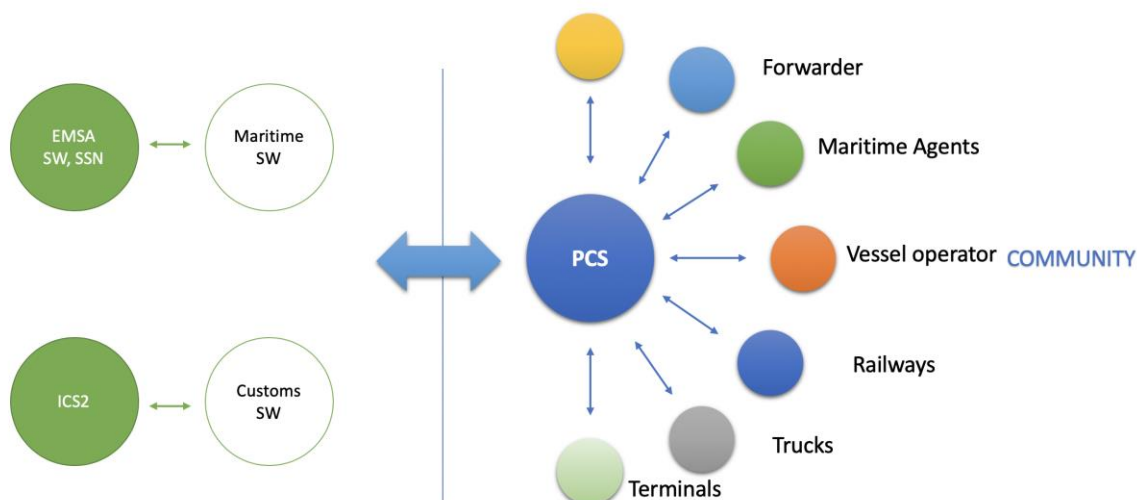 EMSA
SW, SSN
Maritime
SW
ICS2
Customs
SW
PCS
Forwarder
Maritime Agents
Vessel operator
COMMUNITY
Railways
Trucks
Terminals